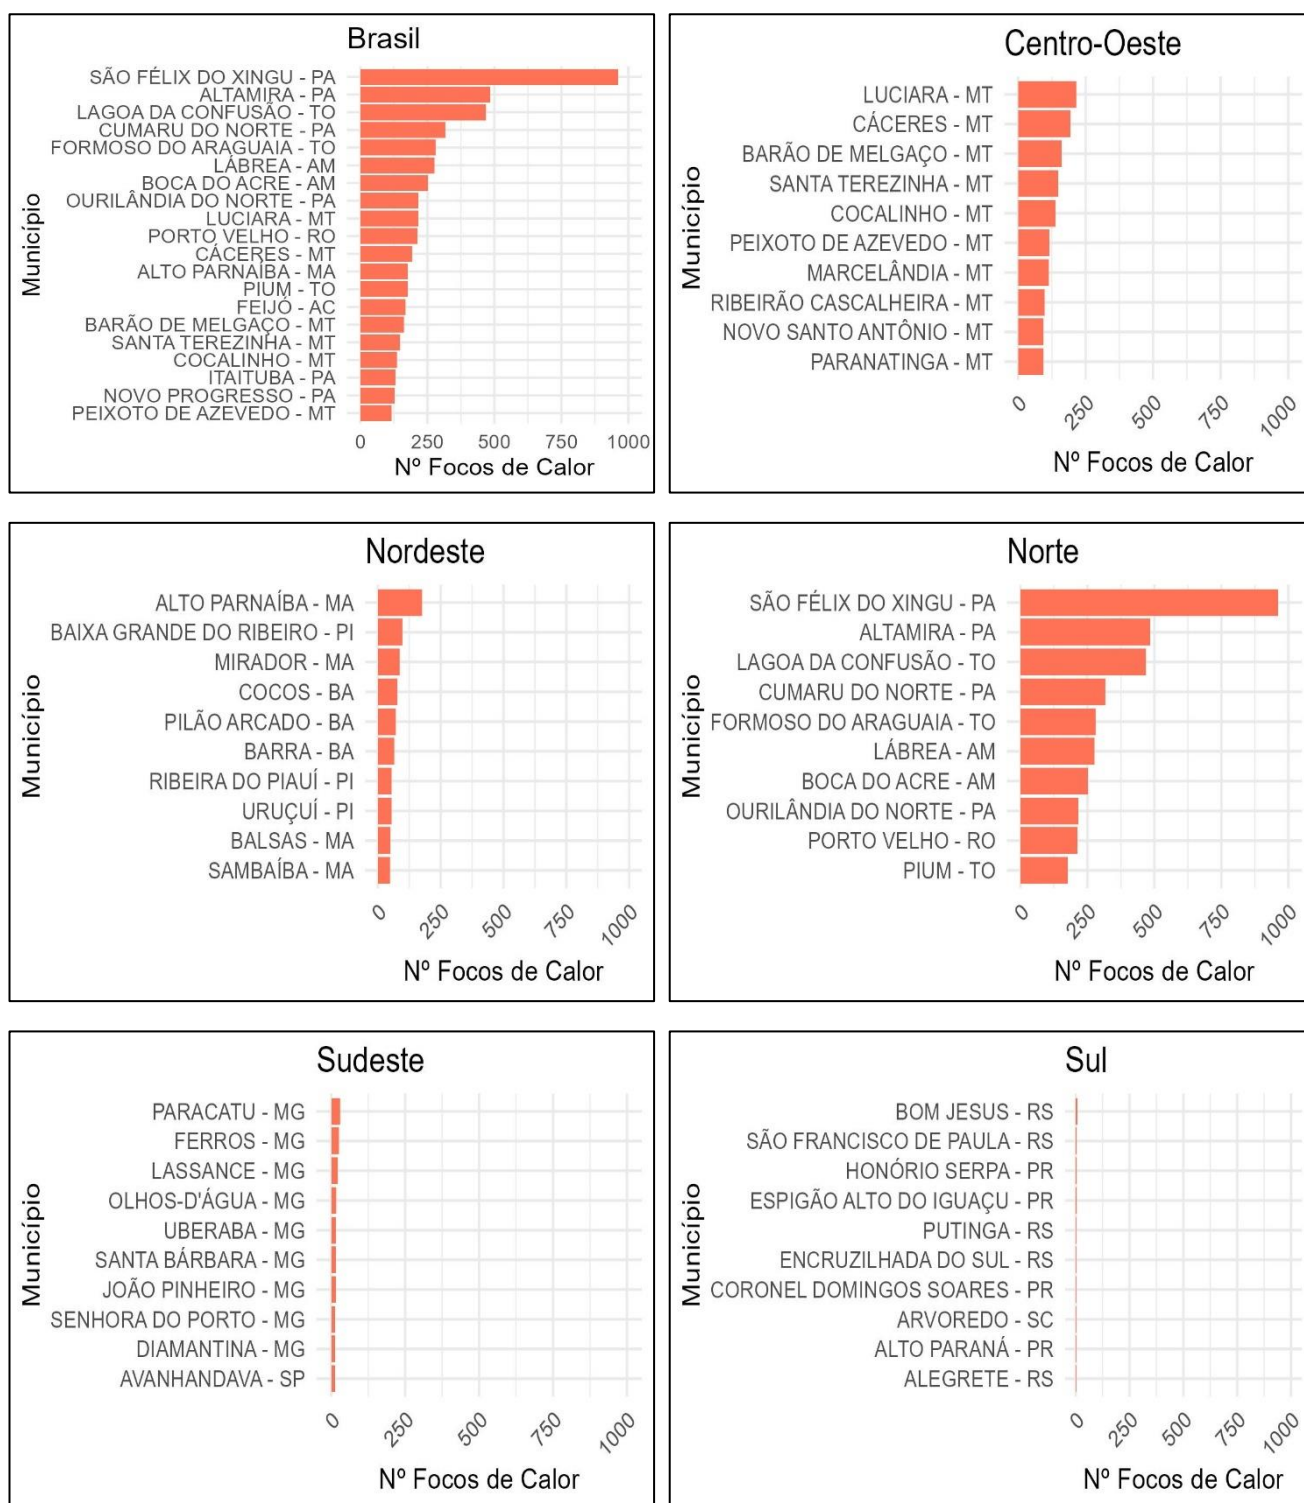 Brasil
Município
SÃO FÉLIX DO XINGU - PA
ALTAMIRA - PA
LAGOA DA CONFUSÃO - TO
CUMARU DO NORTE - PA
FORMOSO DO ARAGUAIA - TO
LÁBREA - AM
BOCA DO ACRE - AM
OURILÂNDIA DO NORTE - PA
LUCIARA - MT
PORTO VELHO - RO
CÁCERES - MT
ALTO PARNAÍBA - MA
PIUM - TO
FEIJÓ - AC
BARÃO DE MELGAÇO - MT
SANTA TEREZINHA - MT
COCALINHO - MT
ITAITUBA - PA
NOVO PROGRESSO - PA
PEIXOTO DE AZEVEDO - MT
0 250 500 750 1000
Nº Focos de Calor
Centro-Oeste
Município
LUCIARA - MT
CÁCERES - MT
BARÃO DE MELGAÇO - MT
SANTA TEREZINHA - MT
COCALINHO - MT
PEIXOTO DE AZEVEDO - MT
MARCELÂNDIA - MT
RIBEIRÃO CASCALHEIRA - MT
NOVO SANTO ANTÔNIO - MT
PARANATINGA - MT
0 250 500 750 1000
Nº Focos de Calor
Nordeste
Município
ALTO PARNAÍBA - MA
BAIXA GRANDE DO RIBEIRO - PI
MIRADOR - MA
COCOS - BA
PILÃO ARCADO - BA
BARRA - BA
RIBEIRA DO PIAUÍ - PI
URUÇUÍ - PI
BALSAS - MA
SAMBAÍBA - MA
0 250 500 750 1000
Nº Focos de Calor
Norte
Município
SÃO FÉLIX DO XINGU - PA
ALTAMIRA - PA
LAGOA DA CONFUSÃO - TO
CUMARU DO NORTE - PA
FORMOSO DO ARAGUAIA - TO
LÁBREA - AM
BOCA DO ACRE - AM
OURILÂNDIA DO NORTE - PA
PORTO VELHO - RO
PIUM - TO
0 250 500 750 1000
Nº Focos de Calor
Sudeste
Município
PARACATU - MG
FERROS - MG
LASSANCE - MG
OLHOS-D'ÁGUA - MG
UBERABA - MG
SANTA BÁRBARA - MG
JOÃO PINHEIRO - MG
SENHORA DO PORTO - MG
DIAMANTINA - MG
AVANHANDAVA - SP
0 250 500 750 1000
Nº Focos de Calor
Sul
Município
BOM JESUS - RS
SÃO FRANCISCO DE PAULA - RS
HONÓRIO SERPA - PR
ESPIGÃO ALTO DO IGUAÇU - PR
PUTINGA - RS
ENCRUZILHADA DO SUL - RS
CORONEL DOMINGOS SOARES - PR
ARVOREDO - SC
ALTO PARANÁ - PR
ALEGRETE - RS
0 250 500 750 1000
Nº Focos de Calor